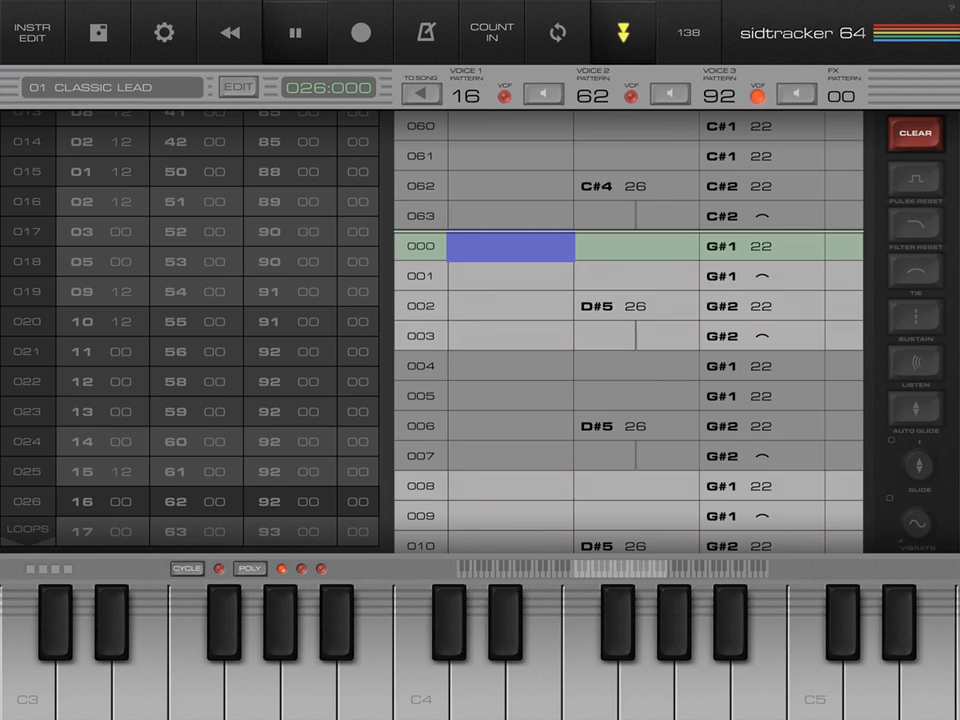 INSTR COUNT
EDIT IN 138 sidtracker 64
01 CLASSIC LEAD EDIT 026:000
TO SONG VOICE 1 PATTERN 16 VCF VOICE 2 PATTERN 62 VCF VOICE 3 PATTERN 92 VCF FX PATTERN 00
013 03 12 41 00 85 00 00
014 02 12 42 00 85 00 00
015 01 12 50 00 88 00 00
016 02 12 51 00 89 00 00
017 03 00 52 00 90 00 00
018 05 00 53 00 90 00 00
019 09 12 54 00 91 00 00
020 10 12 55 00 91 00 00
021 11 00 56 00 92 00 00
022 12 00 58 00 92 00 00
023 13 00 59 00 92 00 00
024 14 00 60 00 92 00 00
025 15 12 61 00 92 00 00
026 16 00 62 00 92 00 00
LOOPS 17 00 63 00 93 00 00
060 C#1 22
061 C#1 22
062 C#4 26 C#2 22
063 C#2
000 G#1 22
001 G#1
002 D#5 26 G#2 22
003 G#2
004 G#1 22
005 G#1 22
006 D#5 26 G#2 22
007 G#2
008 G#1 22
009 G#1
010 D#5 26 G#2 22
CLEAR
PULSE RESET
FILTER RESET
TIE
SUSTAIN
LISTEN
AUTO GLIDE
GLIDE
VIBRATO
CYCLE POLY
C3 C4 C5